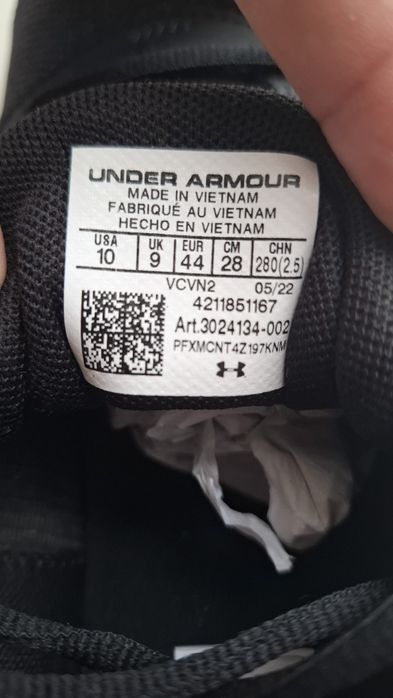 UNDER ARMOUR
MADE IN VIETNAM
FABRIQUÉ AU VIETNAM
HECHO EN VIETNAM
USA UK EUR CM CHN
10 9 44 28 280(2.5)
VCVN2 05/22
4211851167
Art.3024134-002
PFXMCNT4Z197KNM